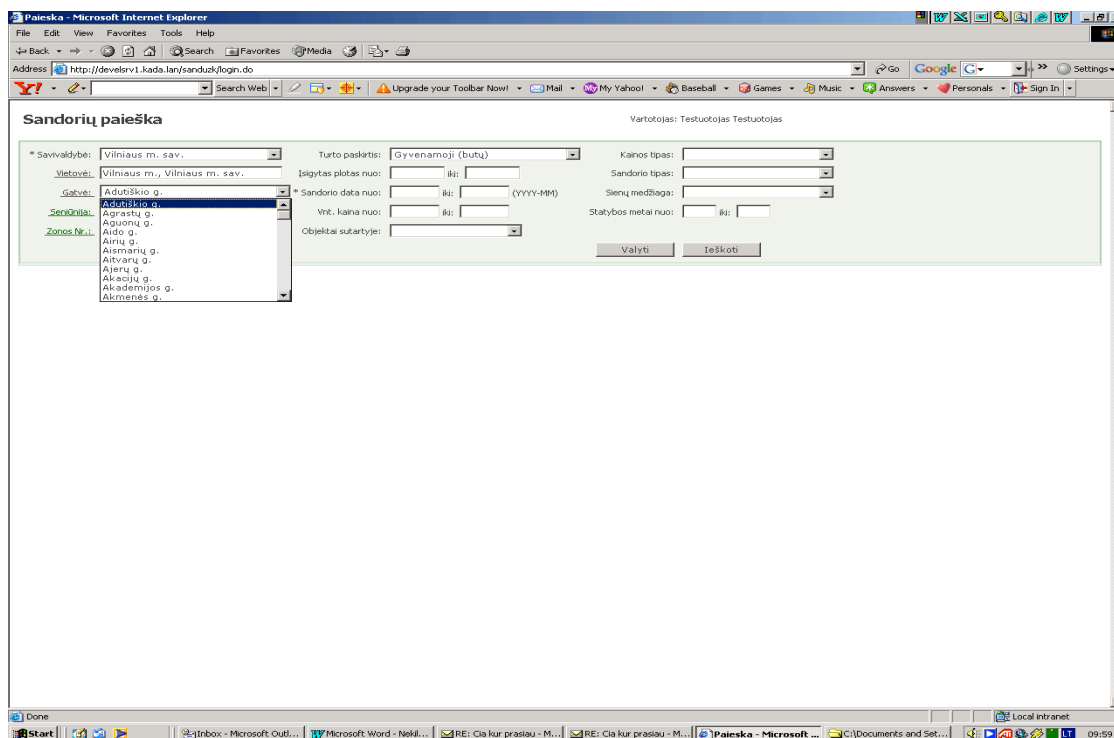 Paieska - Microsoft Internet Explorer
File Edit View Favorites Tools Help
Back Search Favorites Media
Address http://develsrv1.kada.lan/sanduzk/login.do Go Google G Settings
Y! Search Web Upgrade your Toolbar Now! Mail My Yahoo! Baseball Games Music Answers Personals Sign In
Sandorių paieška Vartotojas: Testuotojas Testuotojas
* Savivaldybė: Vilniaus m. sav. Turto paskirtis: Gyvenamoji (butų) Kainos tipas:
Vietovė: Vilniaus m., Vilniaus m. sav. Įsigytas plotas nuo: iki: Sandorio tipas:
Gatvė: Adutiškio g. * Sandorio data nuo: iki: (YYYY-MM) Sienų medžiaga:
Seniūnija: Vnt. kaina nuo: iki: Statybos metai nuo: iki:
Zonos Nr.: Objektai sutartyje:
Valyti Ieškoti
Adutiškio g.
Agrastų g.
Aguonų g.
Aido g.
Airių g.
Aismarių g.
Aitvarų g.
Ajerų g.
Akacijų g.
Akademijos g.
Akmenės g.
Done Local intranet
Start Inbox - Microsoft Outl... Microsoft Word - Nekil... RE: Cia kur prasiau - M... RE: Cia kur prasiau - M... Paieska - Microsoft ... C:\Documents and Set... LT 09:59